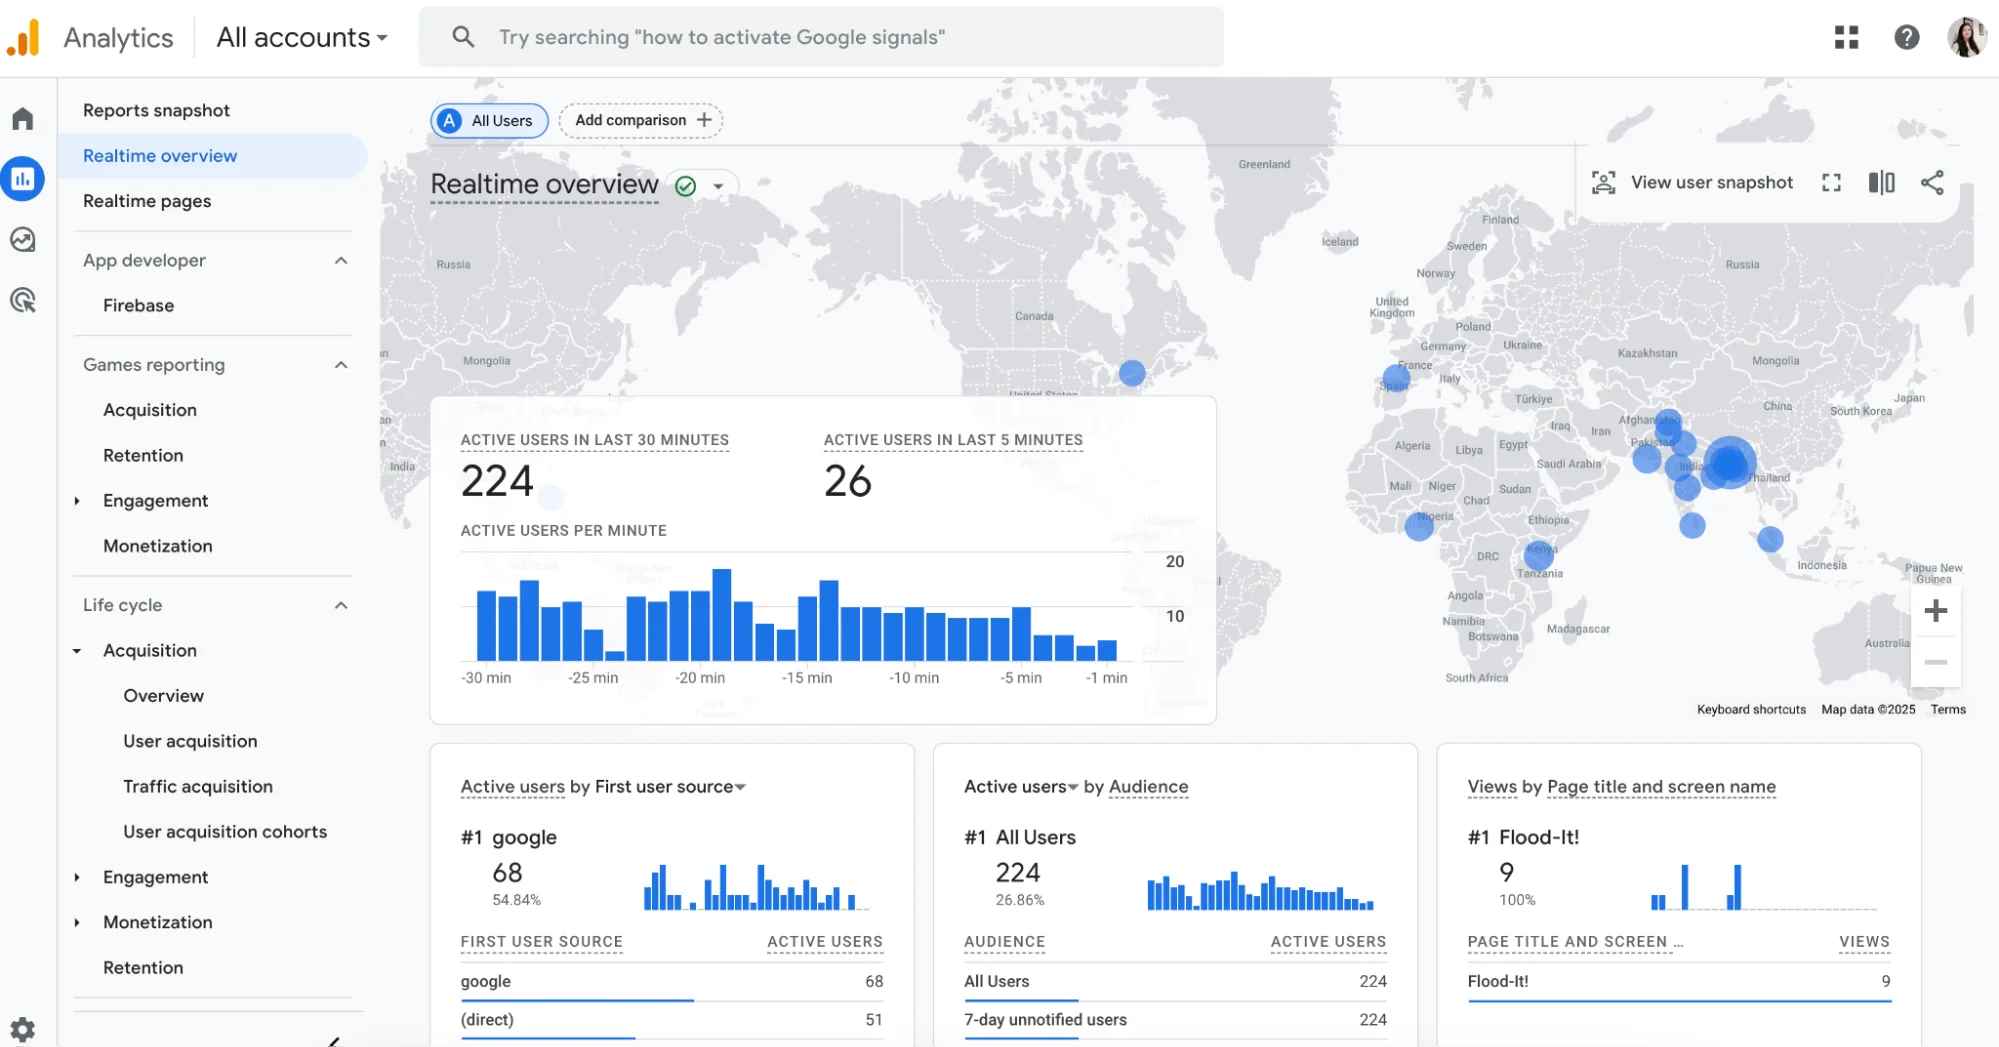 Analytics
All accounts
Try searching "how to activate Google signals"
Reports snapshot
Realtime overview
Realtime pages
App developer
Firebase
Games reporting
Acquisition
Retention
Engagement
Monetization
Life cycle
Acquisition
Overview
User acquisition
Traffic acquisition
User acquisition cohorts
Engagement
Monetization
Retention
A All Users
Add comparison
Realtime overview
View user snapshot
Greenland
Iceland
Finland
Sweden
Norway
Russia
Russia
Canada
United Kingdom
Poland
Germany
Ukraine
France
Spain
Italy
Kazakhstan
Mongolia
Mongolia
Türkiye
China
Japan
South Korea
Afghanistan
Iraq
Iran
Pakistan
Algeria
Libya
Egypt
Saudi Arabia
India
India
Thailand
Mali
Niger
Chad
Sudan
Nigeria
Ethiopia
DRC
Kenya
Tanzania
Indonesia
Papua New Guinea
Angola
Namibia
Botswana
Madagascar
South Africa
Australia
United States
ACTIVE USERS IN LAST 30 MINUTES
224
ACTIVE USERS IN LAST 5 MINUTES
26
ACTIVE USERS PER MINUTE
20
10
-30 min -25 min -20 min -15 min -10 min -5 min -1 min
Keyboard shortcuts Map data ©2025 Terms
Active users by First user source
#1 google
68
54.84%
FIRST USER SOURCE ACTIVE USERS
google 68
(direct) 51
Active users by Audience
#1 All Users
224
26.86%
AUDIENCE ACTIVE USERS
All Users 224
7-day unnotified users 224
Views by Page title and screen name
#1 Flood-It!
9
100%
PAGE TITLE AND SCREEN … VIEWS
Flood-It! 9